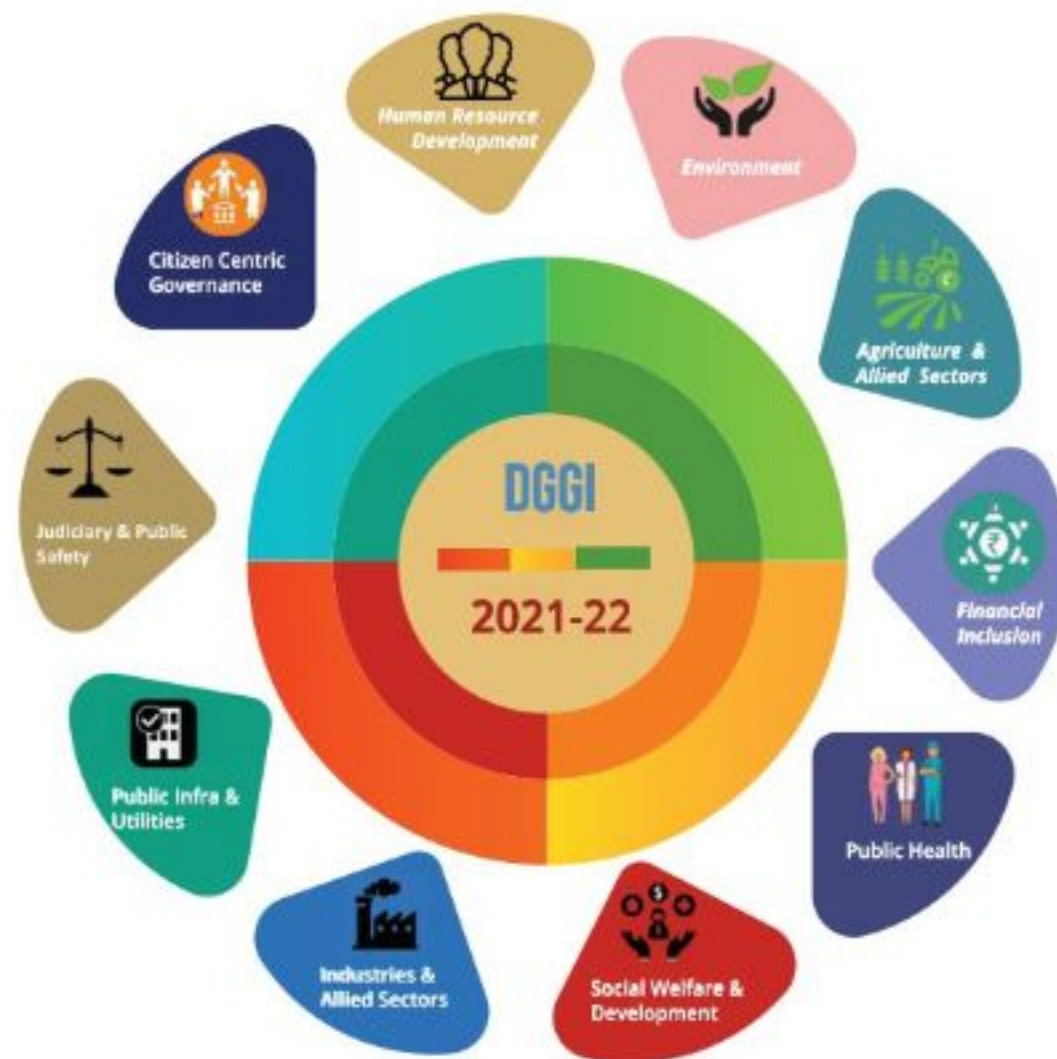 Human Resource
Development
Environment
Agriculture &
Allied Sectors
Financial
Inclusion
Public Health
Social Welfare &
Development
Industries &
Allied Sectors
Public Infra &
Utilities
Judiciary & Public
Safety
Citizen Centric
Governance
DGGI
2021-22